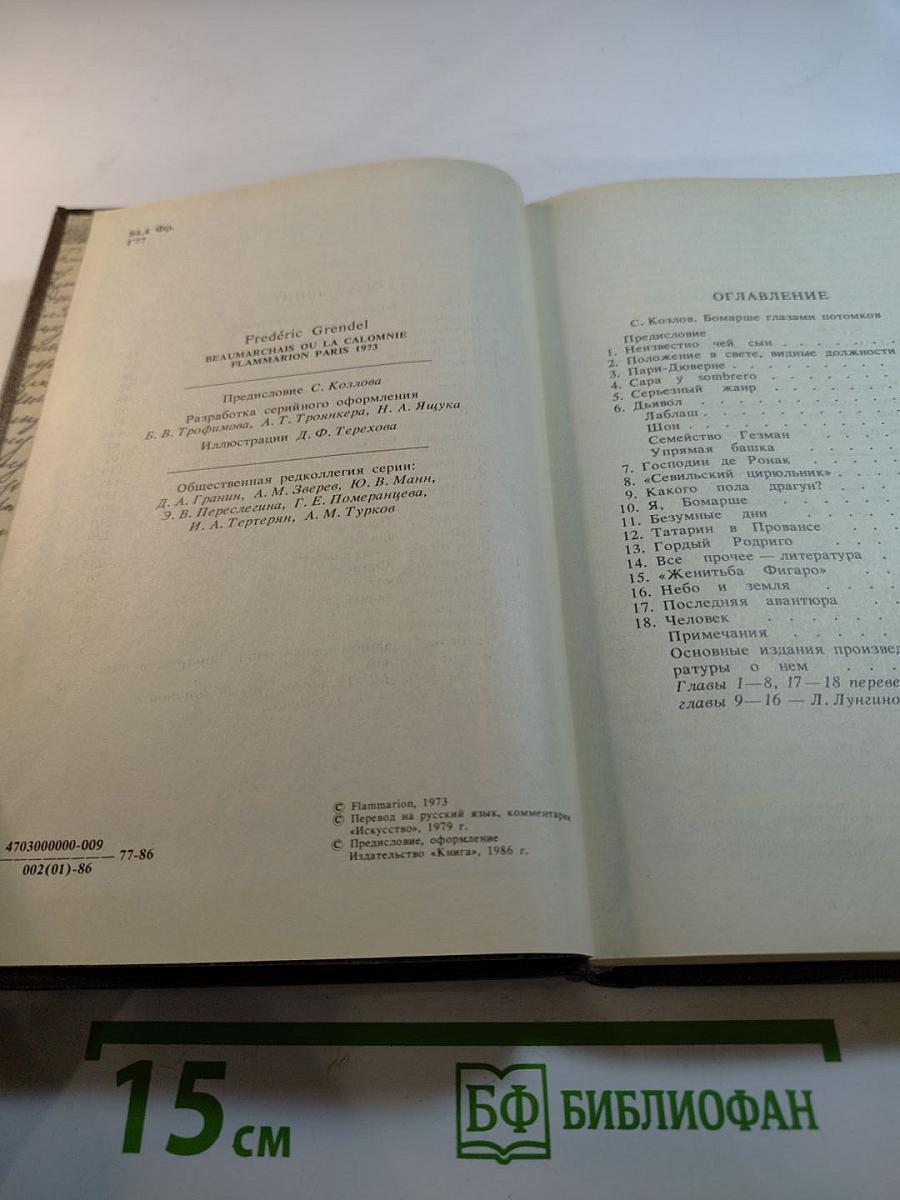 84.4 Фр.
Г77
Frédéric Grendel
BEAUMARCHAIS OU LA CALOMNIE
FLAMMARION PARIS 1973
Предисловие С. Козлова
Разработка серийного оформления
Б. В. Трофимова, А. Т. Троянкера, Н. А. Ящука
Иллюстрации Д. Ф. Терехова
Общественная редколлегия серии:
Д. А. Гранин, А. М. Зверев, Ю. В. Манн,
Э. В. Переслегина, Г. Е. Померанцева,
И. А. Тертерян, А. М. Турков
4703000000-009
77-86
002(01)-86
© Flammarion, 1973
© Перевод на русский язык, комментарии
«Искусство», 1979 г.
© Предисловие, оформление
Издательство «Книга», 1986 г.
ОГЛАВЛЕНИЕ
С. Козлов. Бомарше глазами потомков
Предисловие
1. Неизвестно чей сын . . . . . . .
2. Положение в свете, видные должности
3. Пари-Дюверне . . . . . . . .
4. Сара у sombrero . . . . . .
5. Серьезный жанр . . . . . .
6. Дьявол . . . . . . . .
Лаблаш . . . . . . . .
Шон . . . . . . . .
Семейство Гезман . . . . .
Упрямая башка . . . . .
7. Господин де Ронак . . . . .
8. «Севильский цирюльник» . . . .
9. Какого пола драгун? . . . .
10. Я, Бомарше . . . . . .
11. Безумные дни . . . . . .
12. Татарин в Провансе . . . .
13. Гордый Родриго . . . . .
14. Все прочее — литература .
15. «Женитьба Фигаро» . . .
16. Небо и земля . . . .
17. Последняя авантюра . .
18. Человек . . . . . .
Примечания . . . . .
Основные издания произвед
ратуры о нем . . . .
Главы 1—8, 17—18 переве
главы 9—16 — Л. Лунгино
15 см
БФ БИБЛИОФАН